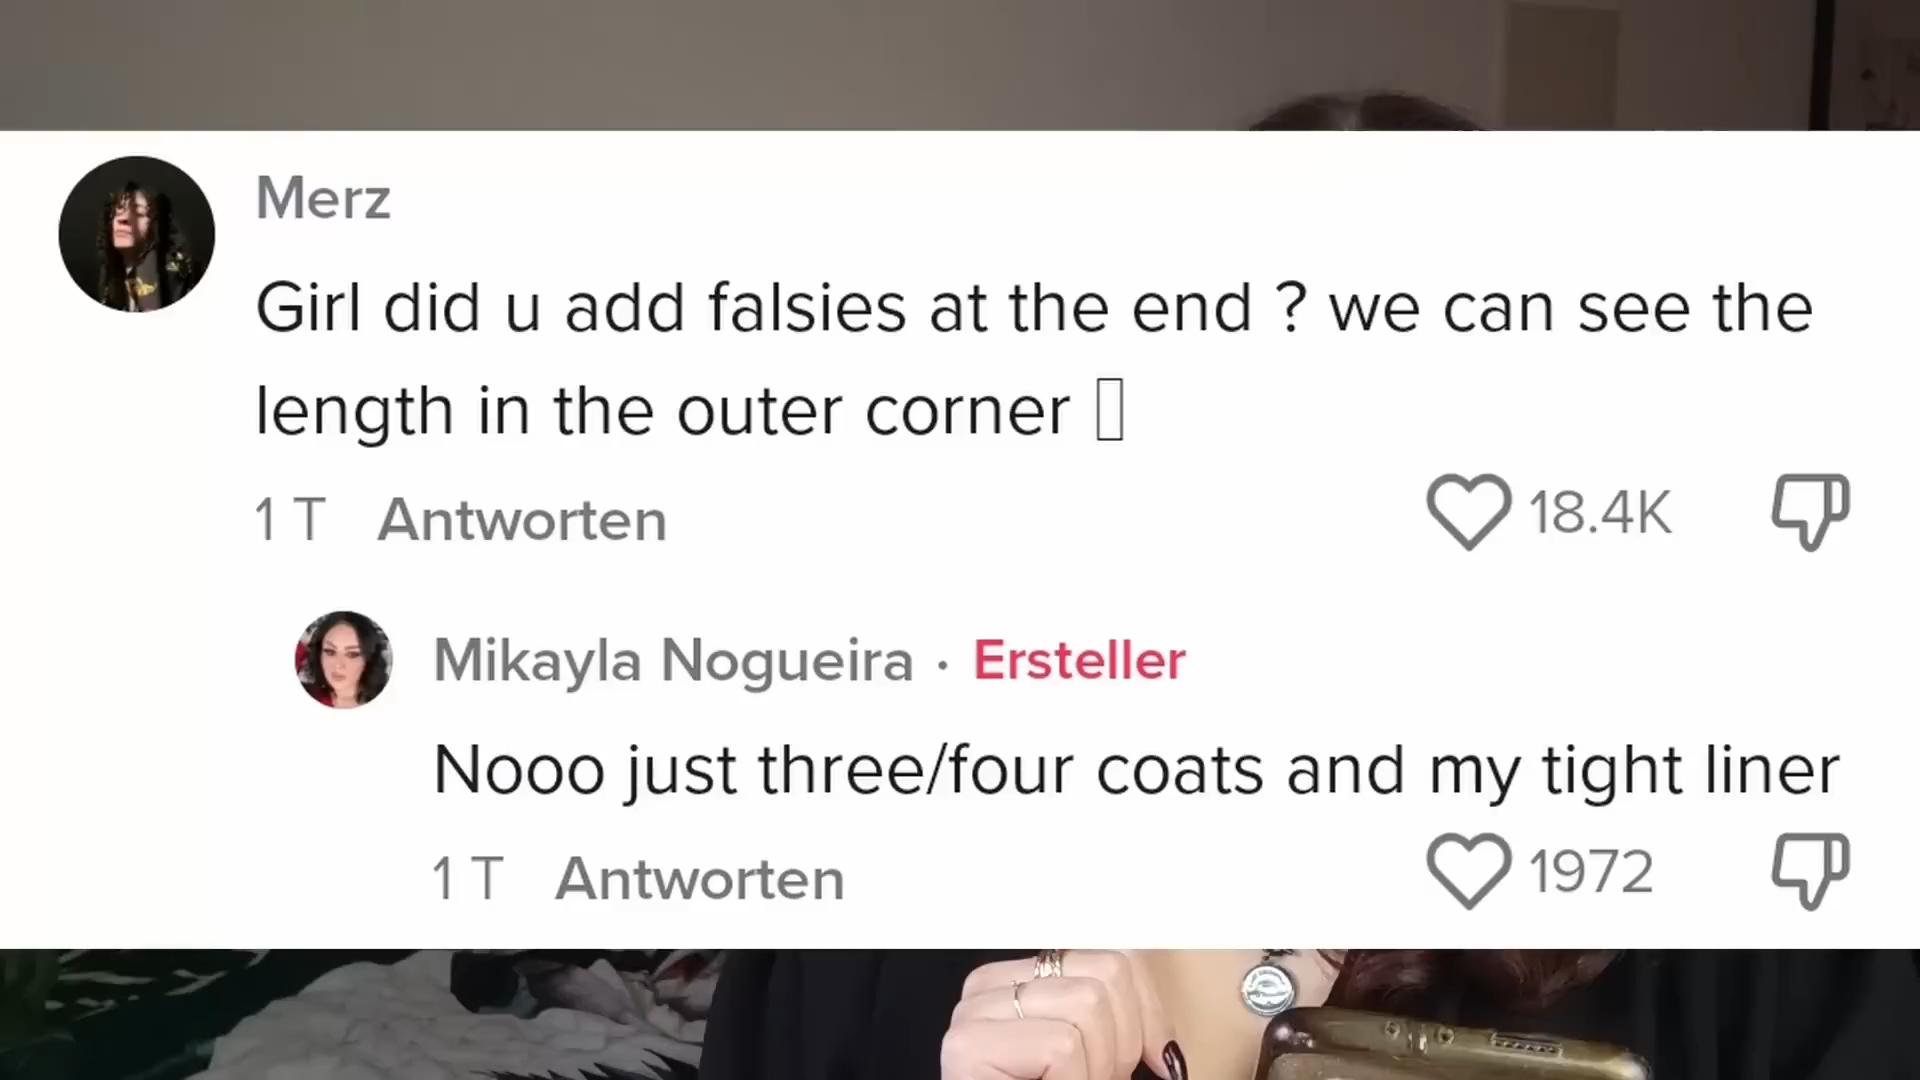 Merz
Girl did u add falsies at the end ? we can see the
length in the outer corner
1 T Antworten 18.4K
Mikayla Nogueira · Ersteller
Nooo just three/four coats and my tight liner
1 T Antworten 1972